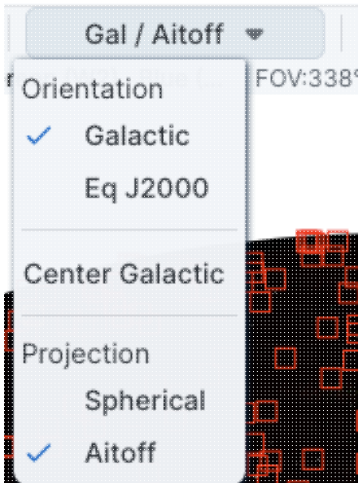 Gal / Aitoff
FOV:338°
Orientation
Galactic
Eq J2000
Center Galactic
Projection
Spherical
Aitoff